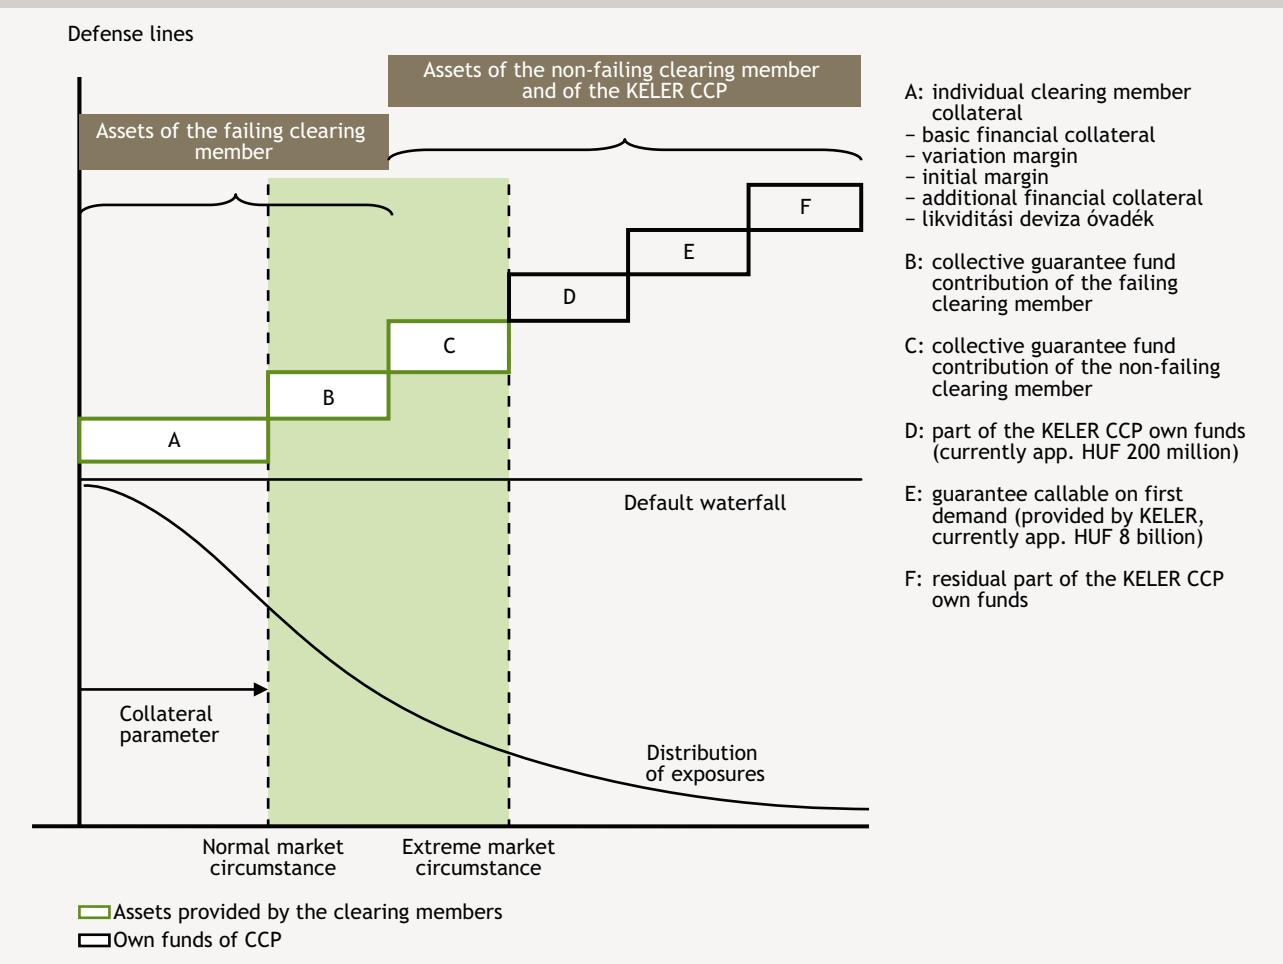 Defense lines
Assets of the non-failing clearing member
and of the KELER CCP
Assets of the failing clearing
member
F
E
D
C
B
A
Default waterfall
Collateral
parameter
Distribution
of exposures
Normal market
circumstance
Extreme market
circumstance
Assets provided by the clearing members
Own funds of CCP
A: individual clearing member
collateral
– basic financial collateral
– variation margin
– initial margin
– additional financial collateral
– likviditási deviza óvadék
B: collective guarantee fund
contribution of the failing
clearing member
C: collective guarantee fund
contribution of the non-failing
clearing member
D: part of the KELER CCP own funds
(currently app. HUF 200 million)
E: guarantee callable on first
demand (provided by KELER,
currently app. HUF 8 billion)
F: residual part of the KELER CCP
own funds